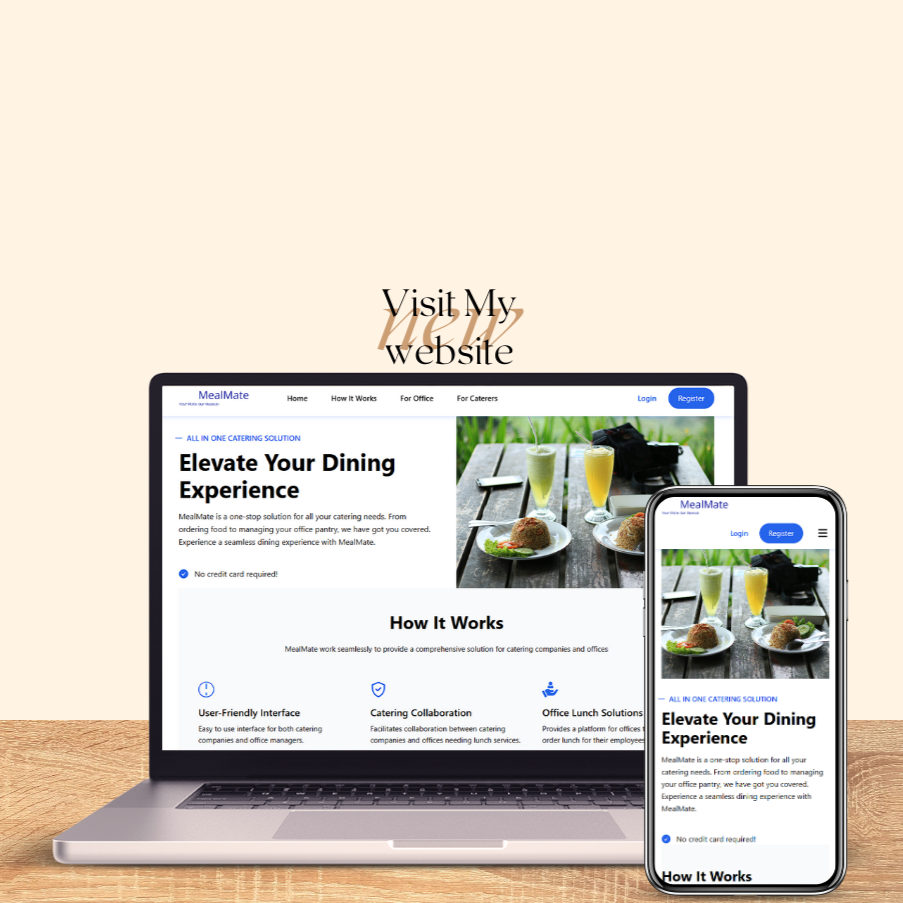 Visit My
new
website
MealMate
Home How It Works For Office For Caterers Login Register
ALL IN ONE CATERING SOLUTION
Elevate Your Dining
Experience
MealMate is a one-stop solution for all your catering needs. From
ordering food to managing your office pantry, we have got you covered.
Experience a seamless dining experience with MealMate.
No credit card required!
How It Works
MealMate work seamlessly to provide a comprehensive solution for catering companies and offices
User-Friendly Interface
Easy to use interface for both catering
companies and office managers.
Catering Collaboration
Facilitates collaboration between catering
companies and offices needing lunch services.
Office Lunch Solutions
Provides a platform for offices
order lunch for their employees
MealMate
Login Register
ALL IN ONE CATERING SOLUTION
Elevate Your Dining
Experience
MealMate is a one-stop solution for all your
catering needs. From ordering food to managing
your office pantry, we have got you covered.
Experience a seamless dining experience with
MealMate.
No credit card required!
How It Works